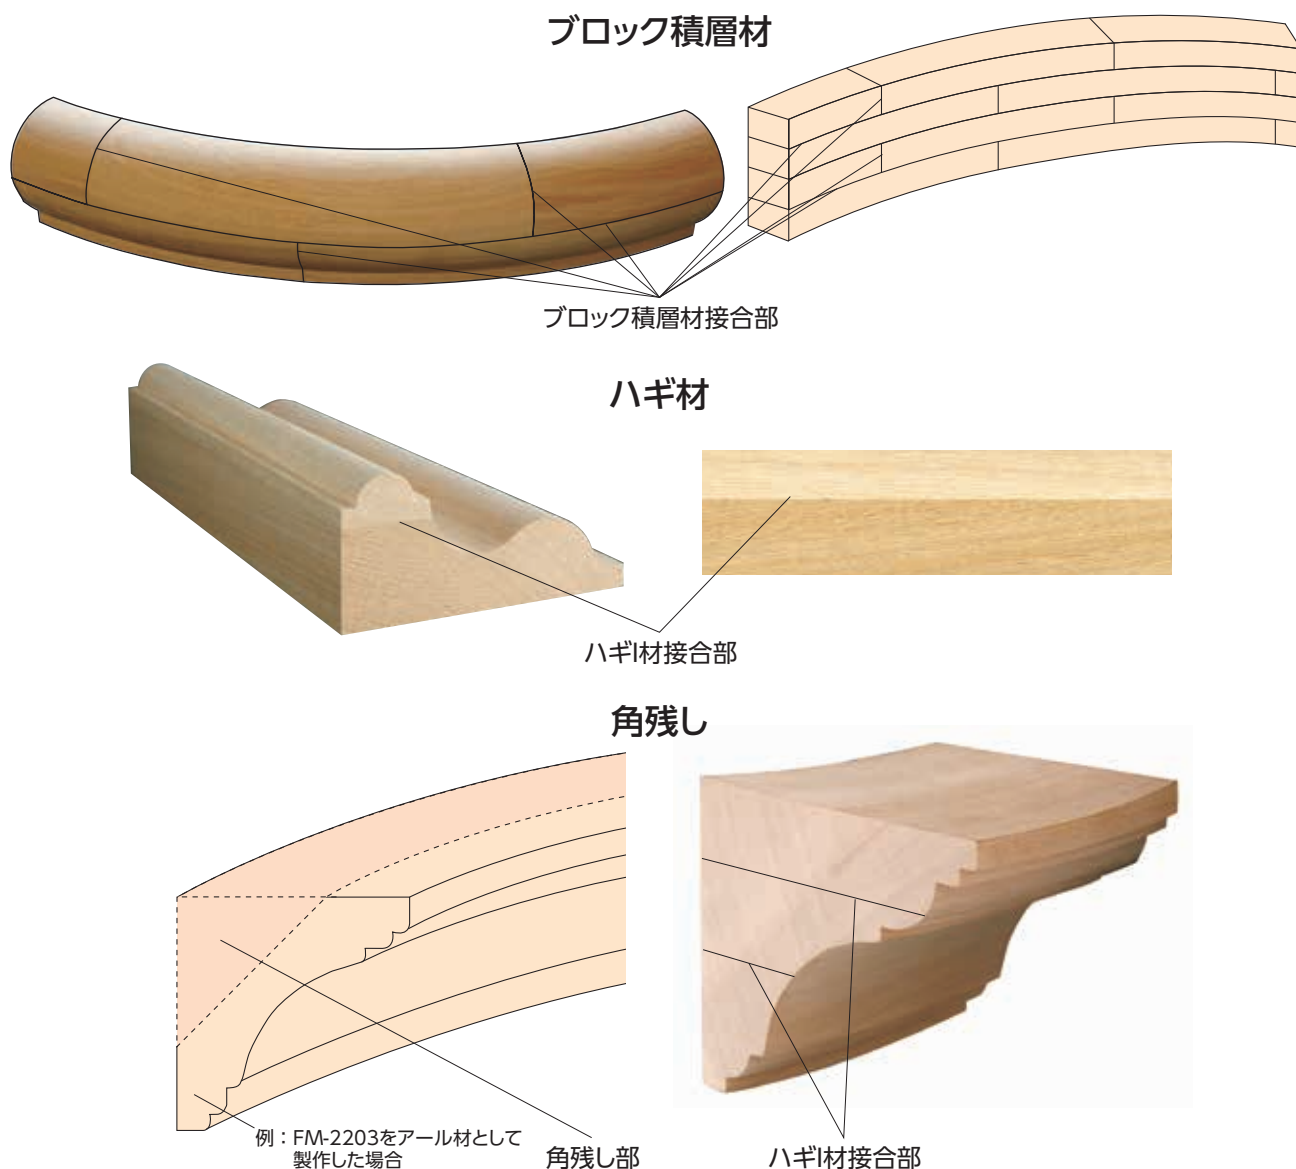 ブロック積層材
ブロック積層材接合部
ハギ材
ハギI材接合部
角残し
例：FM-2203をアール材として
製作した場合
角残し部
ハギI材接合部